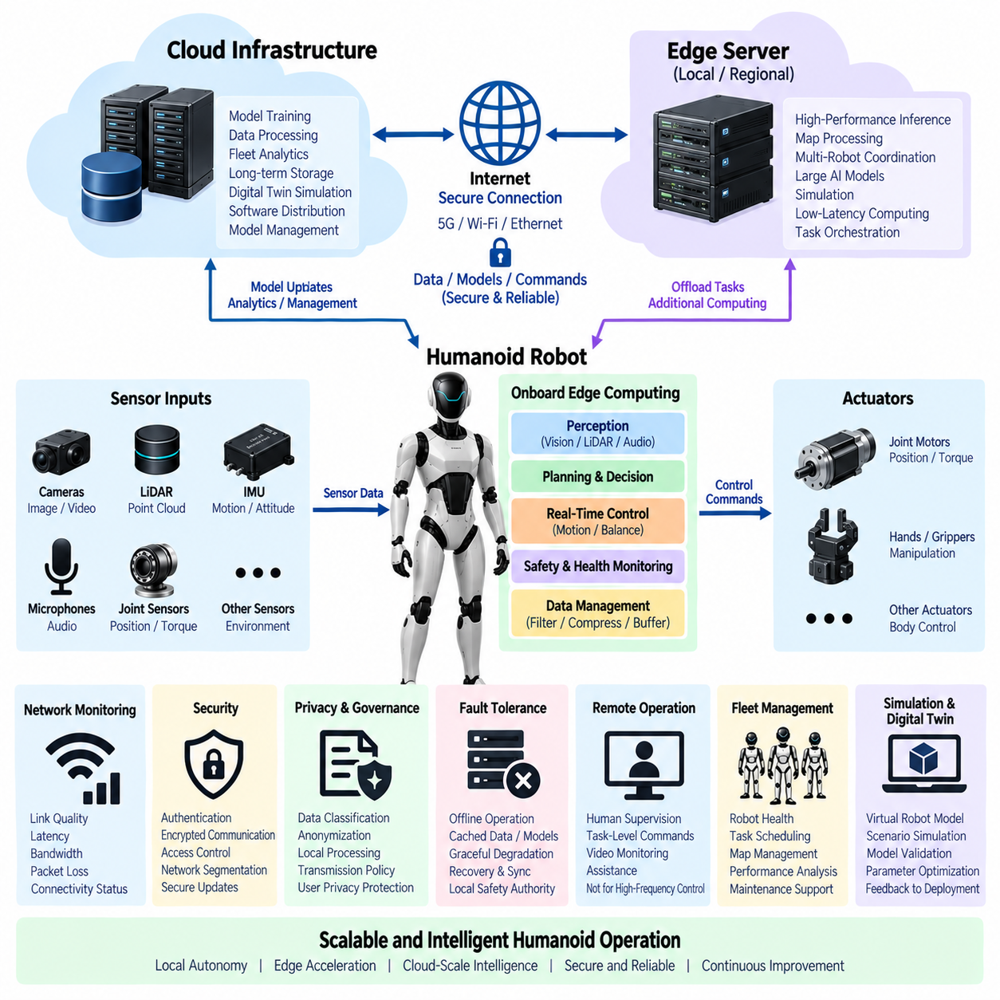 Cloud Infrastructure
Model Training
Data Processing
Fleet Analytics
Long-term Storage
Digital Twin Simulation
Software Distribution
Model Management
Internet
Secure Connection
5G / Wi-Fi / Ethernet
Data / Models / Commands
(Secure & Reliable)
Edge Server
(Local / Regional)
High-Performance Inference
Map Processing
Multi-Robot Coordination
Large AI Models
Simulation
Low-Latency Computing
Task Orchestration
Model Updates
Analytics / Management
Offload Tasks
Additional Computing
Humanoid Robot
Sensor Inputs
Cameras
Image / Video
LiDAR
Point Cloud
IMU
Motion / Attitude
Microphones
Audio
Joint Sensors
Position / Torque
Other Sensors
Environment
Sensor Data
Onboard Edge Computing
Perception
(Vision / LiDAR / Audio)
Planning & Decision
Real-Time Control
(Motion / Balance)
Safety & Health Monitoring
Data Management
(Filter / Compress / Buffer)
Control
Commands
Actuators
Joint Motors
Position / Torque
Hands / Grippers
Manipulation
Other Actuators
Body Control
Network Monitoring
Link Quality
Latency
Bandwidth
Packet Loss
Connectivity Status
Security
Authentication
Encrypted Communication
Access Control
Network Segmentation
Secure Updates
Privacy & Governance
Data Classification
Anonymization
Local Processing
Transmission Policy
User Privacy Protection
Fault Tolerance
Offline Operation
Cached Data / Models
Graceful Degradation
Recovery & Sync
Local Safety Authority
Remote Operation
Human Supervision
Task-Level Commands
Video Monitoring
Assistance
Not for High-Frequency Control
Fleet Management
Robot Health
Task Scheduling
Map Management
Performance Analysis
Maintenance Support
Simulation &
Digital Twin
Virtual Robot Model
Scenario Simulation
Model Validation
Parameter Optimization
Feedback to Deployment
Scalable and Intelligent Humanoid Operation
Local Autonomy | Edge Acceleration | Cloud-Scale Intelligence | Secure and Reliable | Continuous Improvement